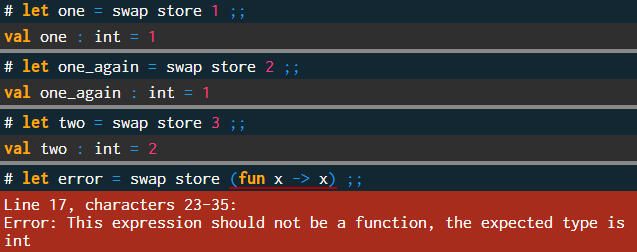 # let one = swap store 1 ;;
val one : int = 1
# let one_again = swap store 2 ;;
val one_again : int = 1
# let two = swap store 3 ;;
val two : int = 2
# let error = swap store (fun x -> x) ;;
Line 17, characters 23-35:
Error: This expression should not be a function, the expected type is
int